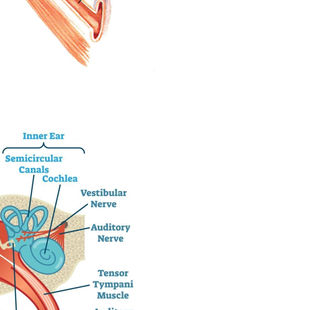 Inner Ear
Semicircular
Canals
Cochlea
Vestibular
Nerve
Auditory
Nerve
Tensor
Tympani
Muscle